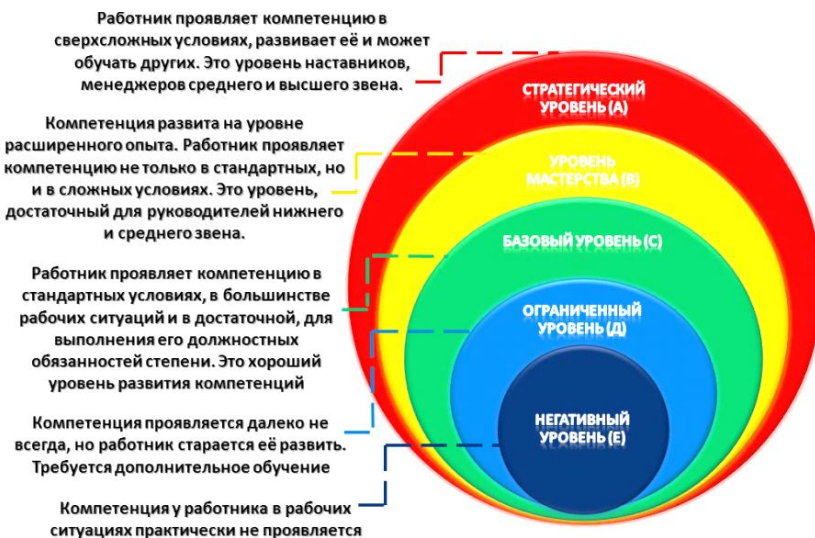 Работник проявляет компетенцию в
сверхсложных условиях, развивает её и может
обучать других. Это уровень наставников,
менеджеров среднего и высшего звена.
СТРАТЕГИЧЕСКИЙ
УРОВЕНЬ (А)
Компетенция развита на уровне
расширенного опыта. Работник проявляет
компетенцию не только в стандартных, но
и в сложных условиях. Это уровень,
достаточный для руководителей нижнего
и среднего звена.
УРОВЕНЬ
МАСТЕРСТВА (В)
Работник проявляет компетенцию в
стандартных условиях, в большинстве
рабочих ситуаций и в достаточной, для
выполнения его должностных
обязанностей степени. Это хороший
уровень развития компетенций
БАЗОВЫЙ УРОВЕНЬ (С)
Компетенция проявляется далеко не
всегда, но работник старается её развить.
Требуется дополнительное обучение
ОГРАНИЧЕННЫЙ
УРОВЕНЬ (Д)
Компетенция у работника в рабочих
ситуациях практически не проявляется
НЕГАТИВНЫЙ
УРОВЕНЬ (Е)